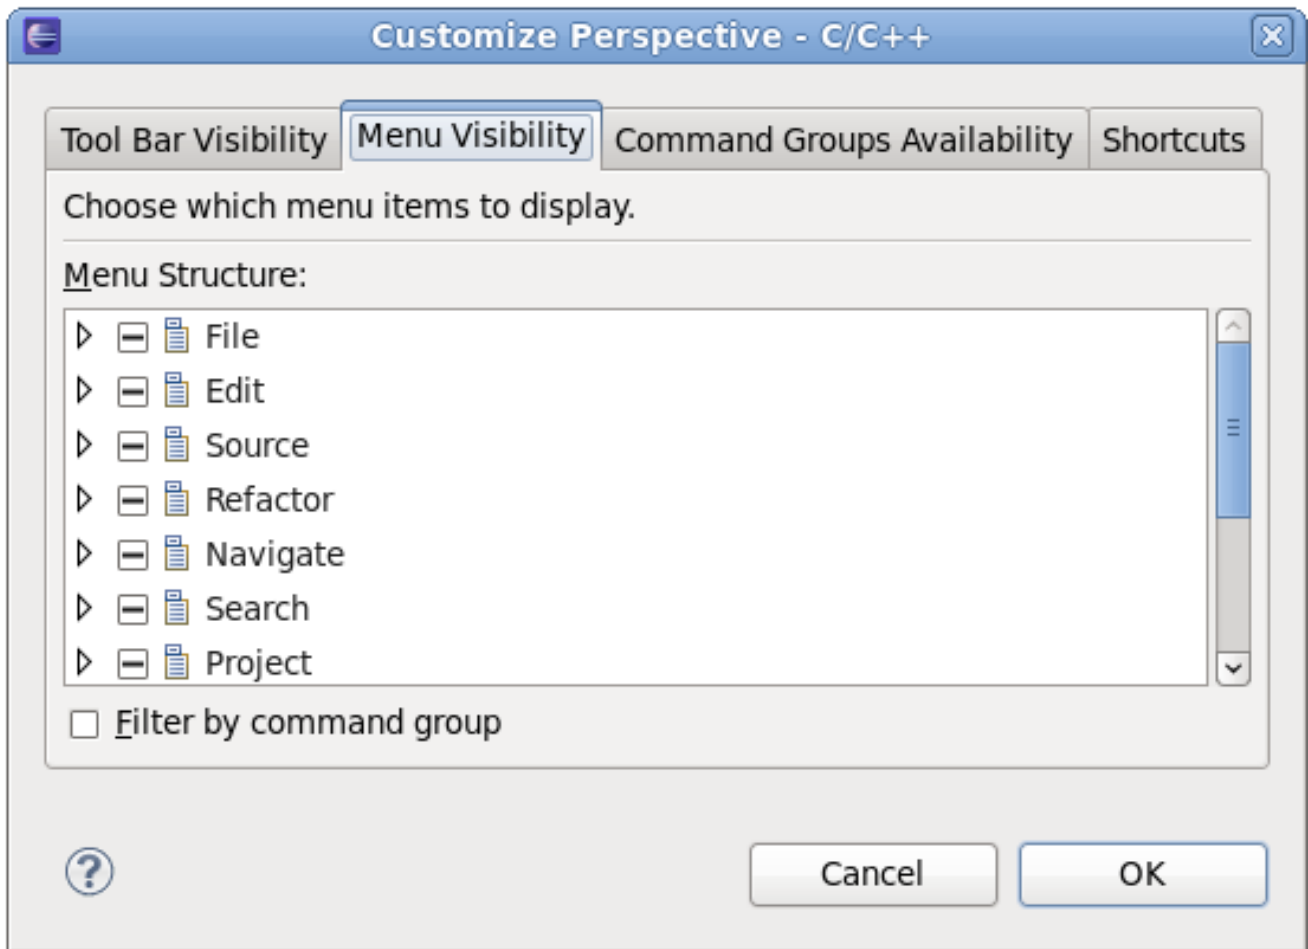 Customize Perspective - C/C++
Tool Bar Visibility Menu Visibility Command Groups Availability Shortcuts
Choose which menu items to display.
Menu Structure:
File
Edit
Source
Refactor
Navigate
Search
Project
Filter by command group
? Cancel OK